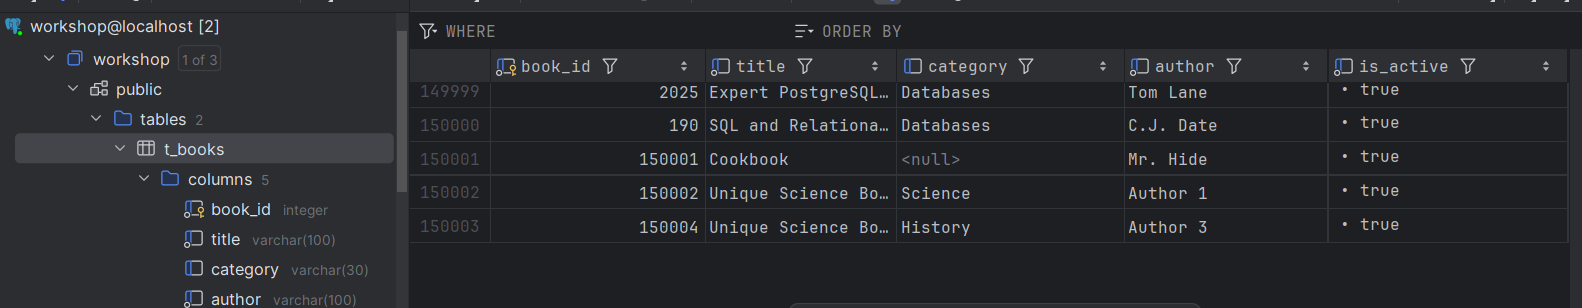 workshop@localhost [2]
workshop 1 of 3
public
tables 2
t_books
columns 5
book_id integer
title varchar(100)
category varchar(30)
author varchar(100)
WHERE ORDER BY
book_id title category author is_active
149999 2025 Expert PostgreSQL… Databases Tom Lane true
150000 190 SQL and Relationa… Databases C.J. Date true
150001 150001 Cookbook <null> Mr. Hide true
150002 150002 Unique Science Bo… Science Author 1 true
150003 150004 Unique Science Bo… History Author 3 true